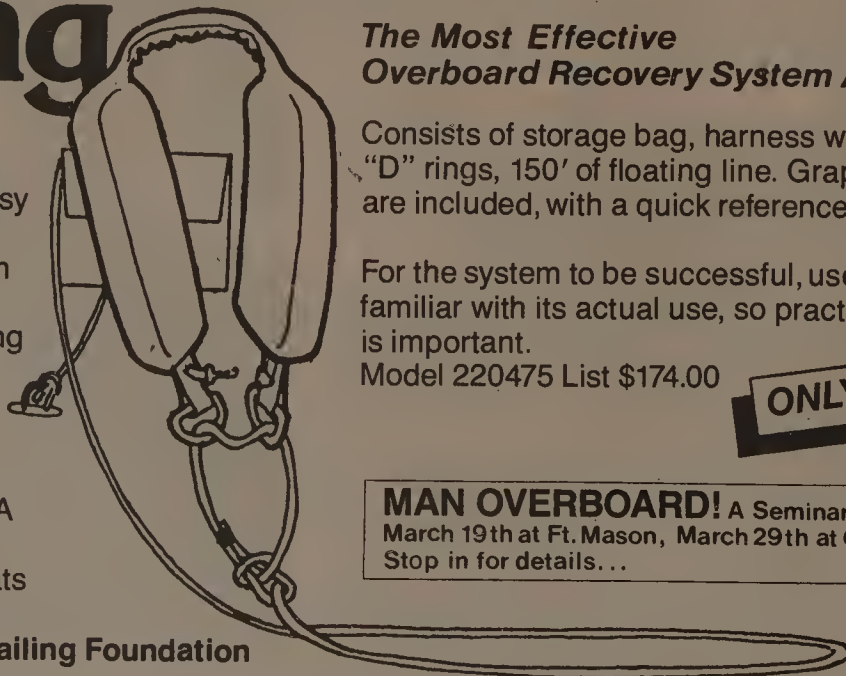 ng
sy
n
ng
A
ts
ailing Foundation
The Most Effective
Overboard Recovery System
Consists of storage bag, harness w
"D" rings, 150' of floating line. Grap
are included, with a quick reference
For the system to be successful, use
familiar with its actual use, so pract
is important.
Model 220475 List $174.00
ONLY
MAN OVERBOARD! A Seminar
March 19th at Ft. Mason, March 29th at
Stop in for details...